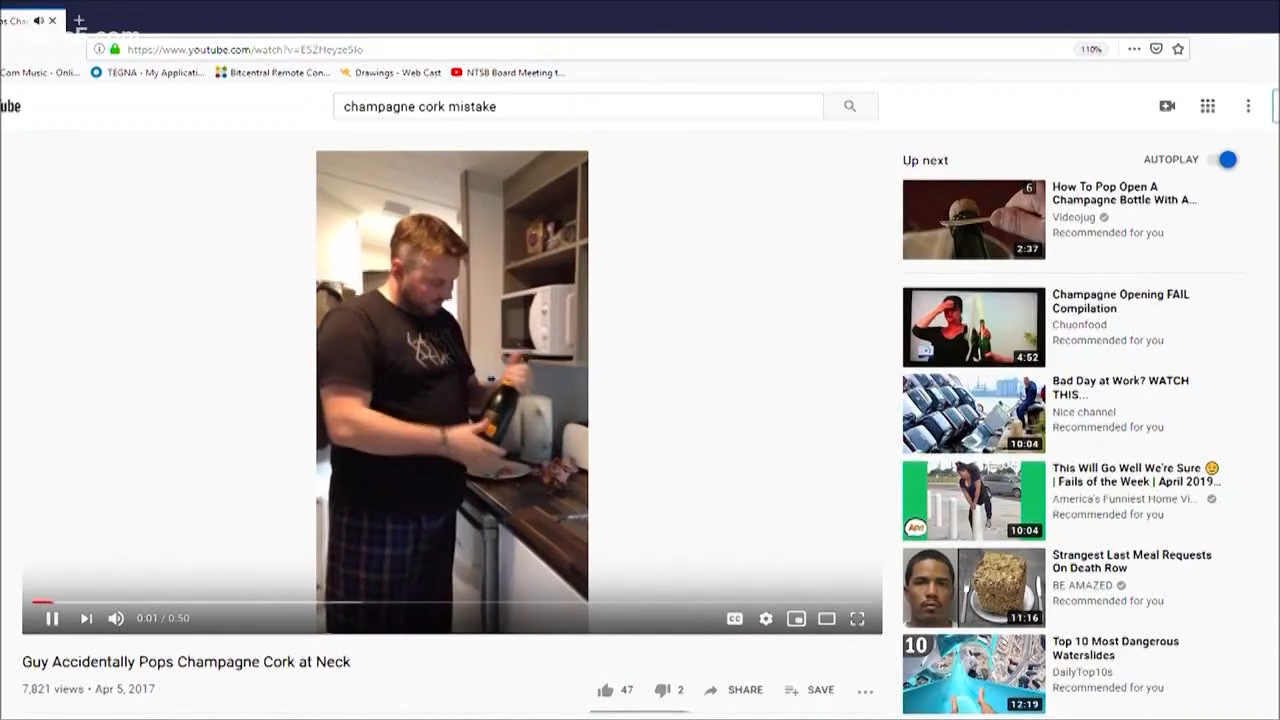 110%
Com Music - Onli...
TEGNA - My Applicati...
Bitcentral Remote Con...
Drawings - Web Cast
NTSB Board Meeting t...
champagne cork mistake
Up next
AUTOPLAY
6
2:37
How To Pop Open A
Champagne Bottle With A...
Videojug
Recommended for you
4:52
Champagne Opening FAIL
Compilation
Chuonfood
Recommended for you
10:04
Bad Day at Work? WATCH
THIS...
Nice channel
Recommended for you
AFV!
10:04
This Will Go Well We're Sure 😉
| Fails of the Week | April 2019...
America's Funniest Home Vi...
Recommended for you
11:16
Strangest Last Meal Requests
On Death Row
BE AMAZED
Recommended for you
10
12:19
Top 10 Most Dangerous
Waterslides
DailyTop10s
Recommended for you
0:01 / 0:50
CC
Guy Accidentally Pops Champagne Cork at Neck
7,821 views • Apr 5, 2017
47
2
SHARE
SAVE